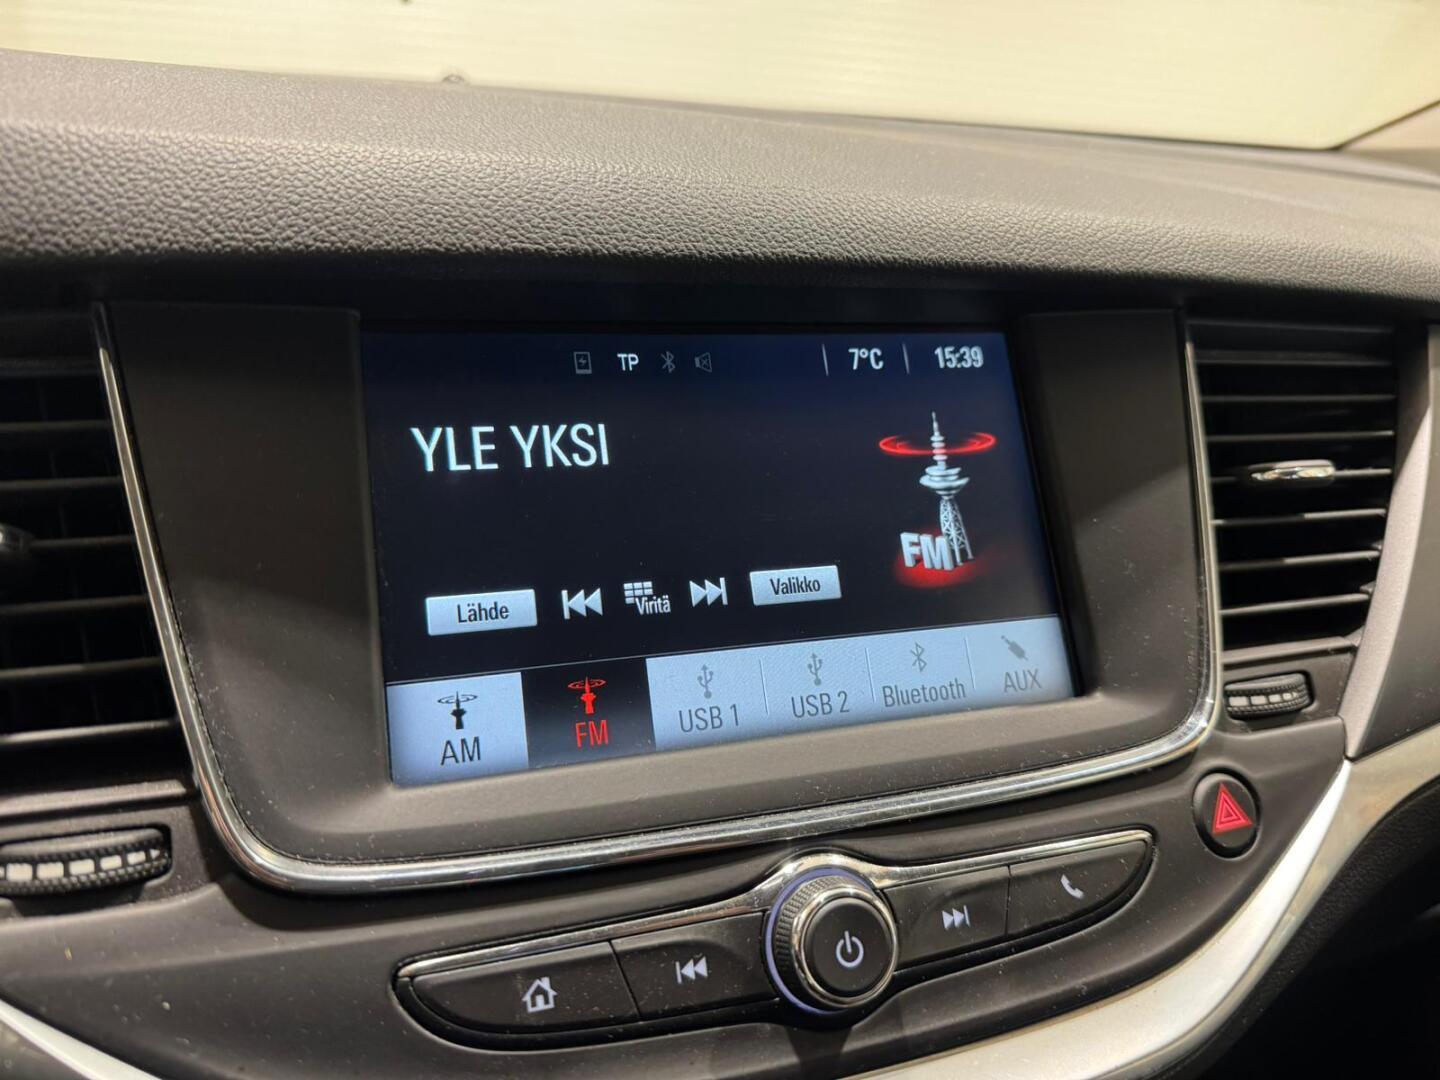 TP 7°C 15:39
YLE YKSI
FM
Lähde Viritä Valikko
AM FM USB 1 USB 2 Bluetooth AUX